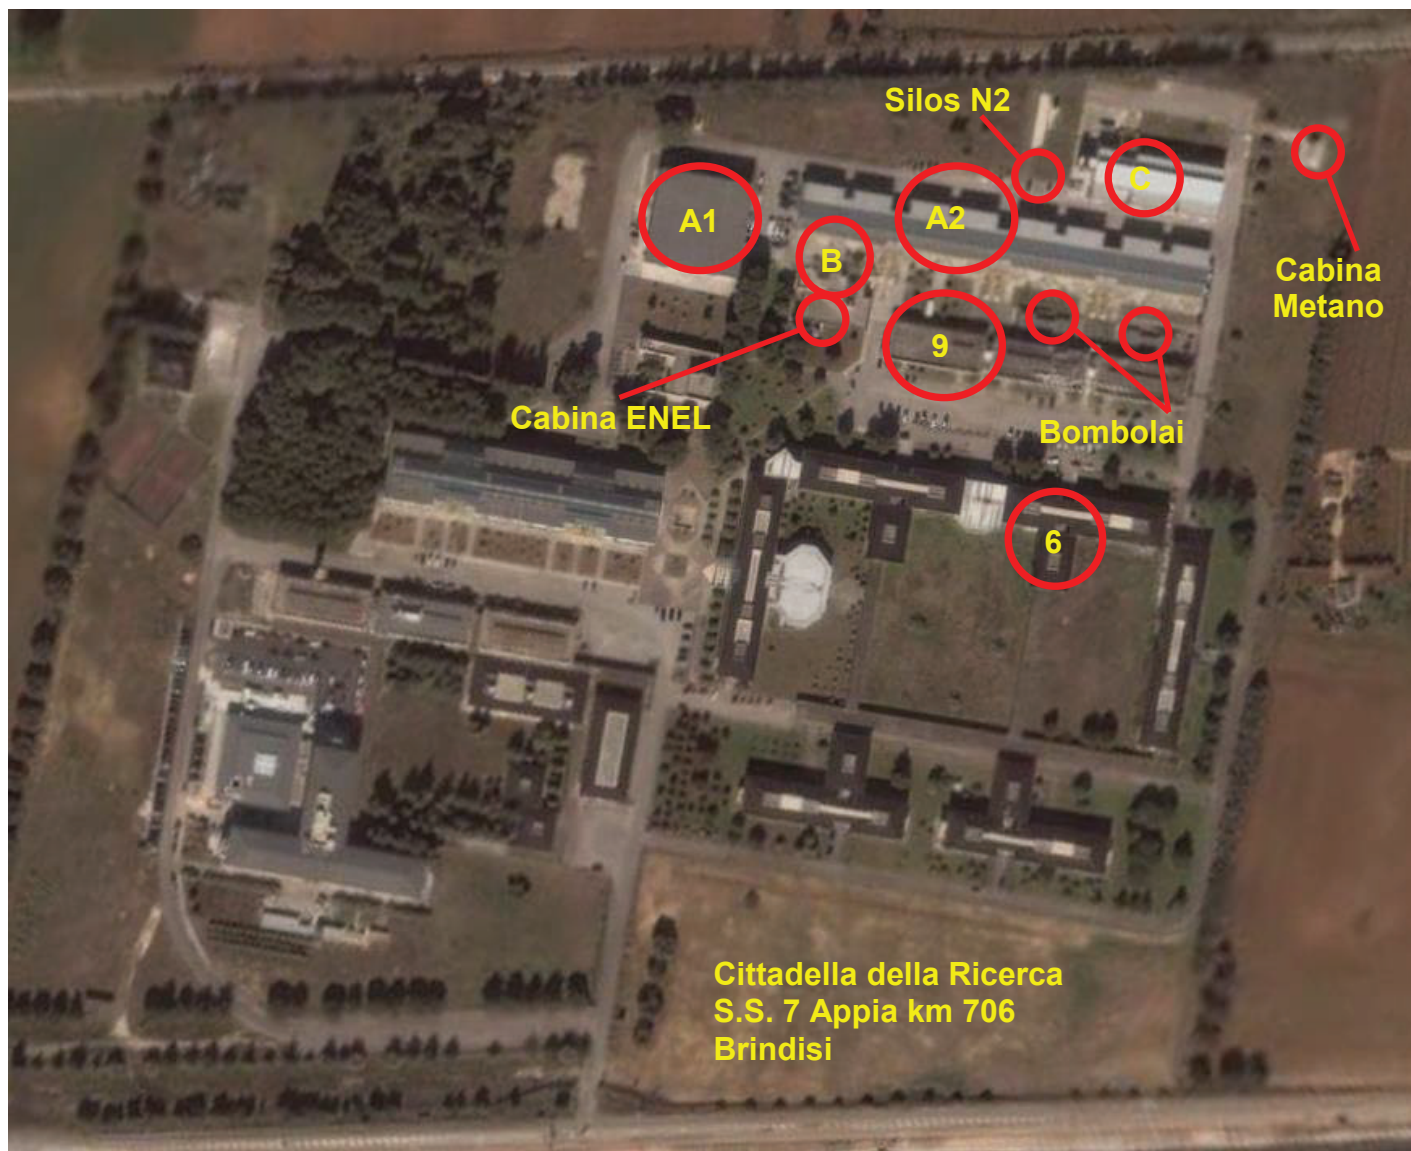 Silos N2
C
A1
A2
B
Cabina
Metano
9
Cabina ENEL
Bombolai
6
Cittadella della Ricerca
S.S. 7 Appia km 706
Brindisi